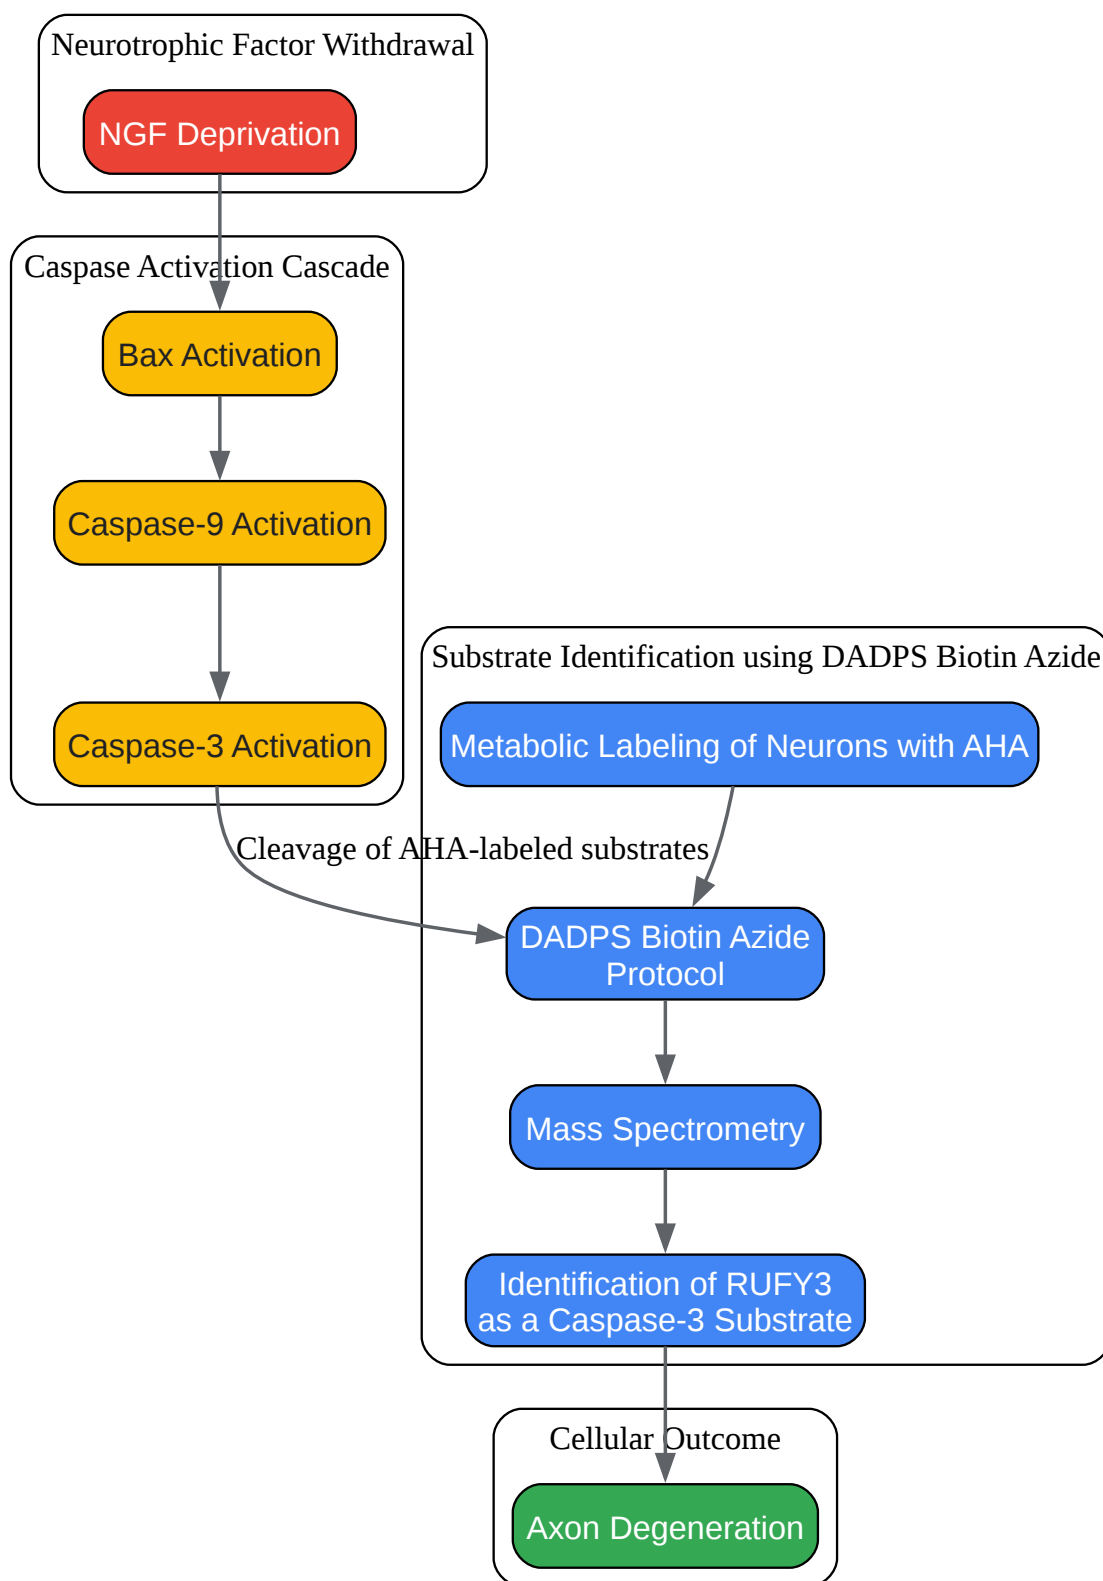 Neurotrophic Factor Withdrawal
NGF Deprivation
Caspase Activation Cascade
Bax Activation
Caspase-9 Activation
Caspase-3 Activation
Substrate Identification using DADPS Biotin Azide
Metabolic Labeling of Neurons with AHA
Cleavage of AHA-labeled substrates
DADPS Biotin Azide
Protocol
Mass Spectrometry
Identification of RUFY3
as a Caspase-3 Substrate
Cellular Outcome
Axon Degeneration